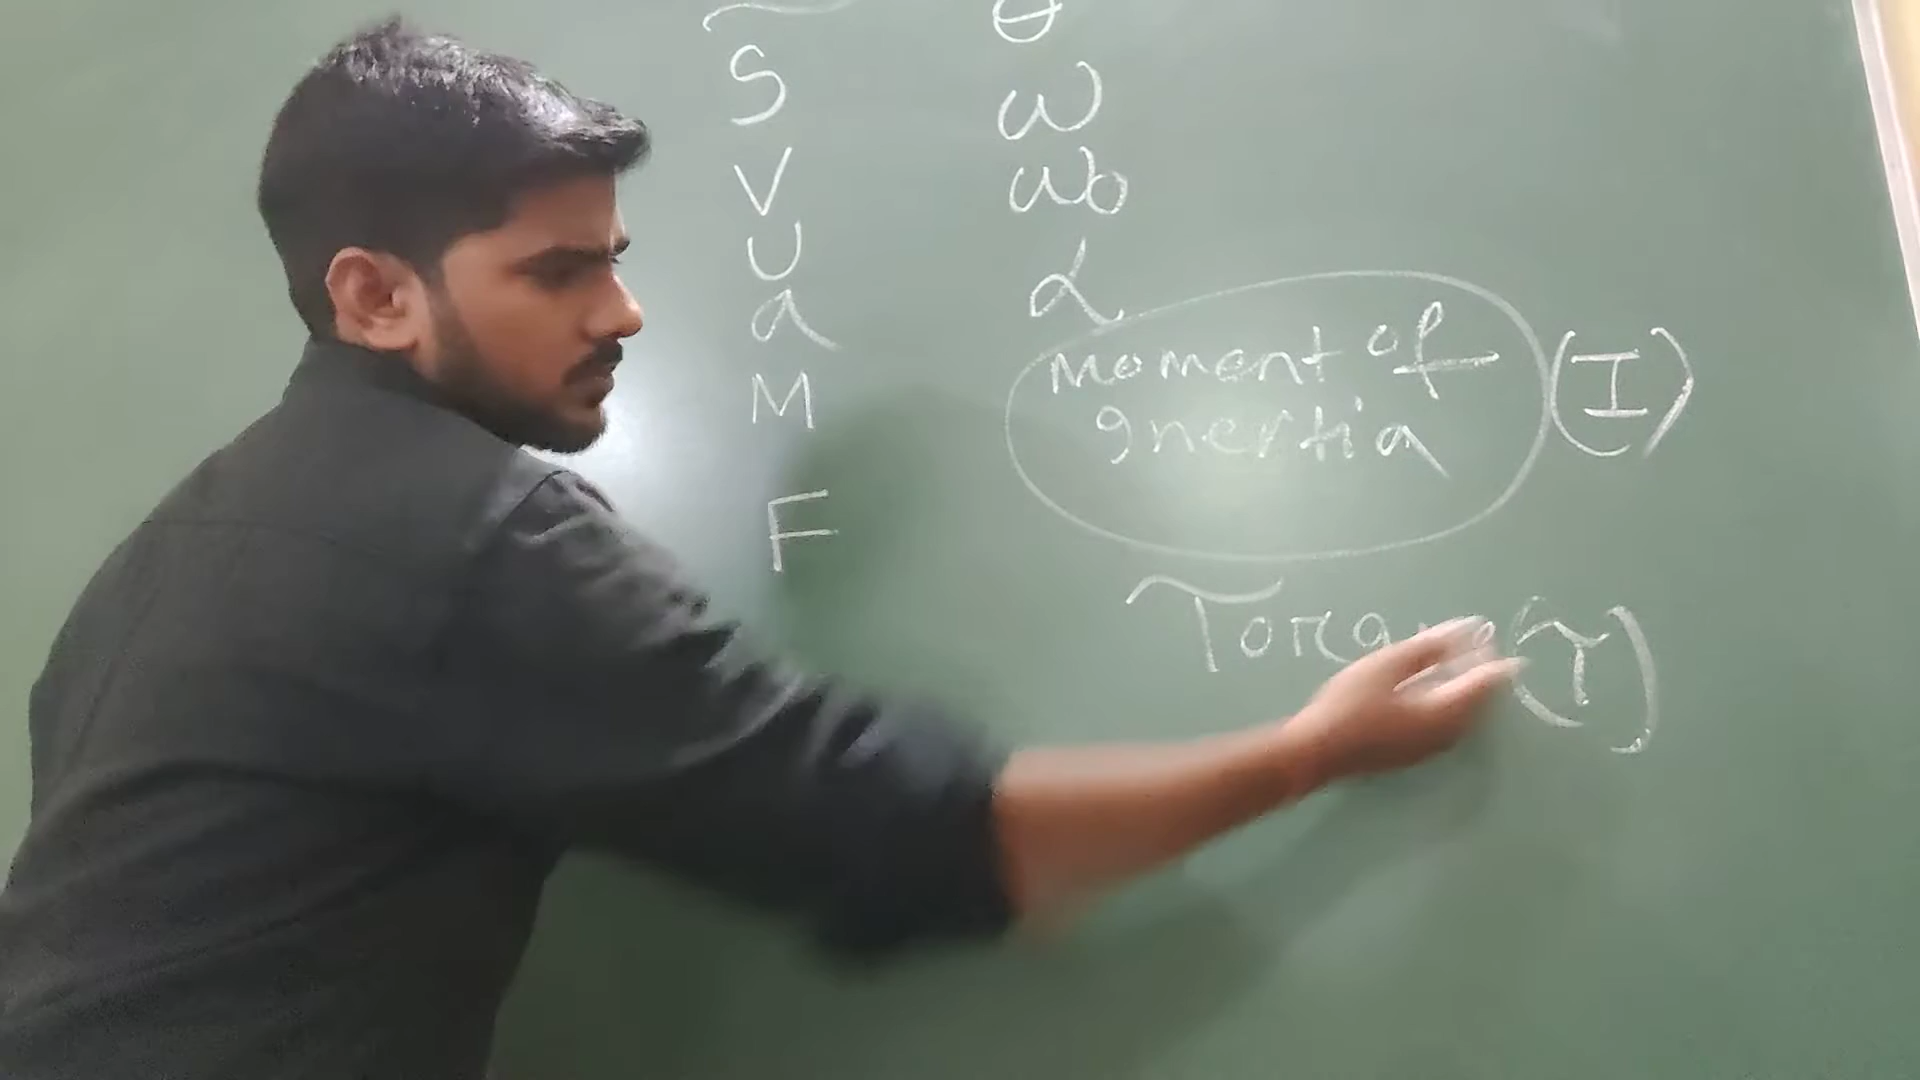 S θ
V ω
U ω0
a α
M Moment of
Inertia (I)
F Torque (τ)